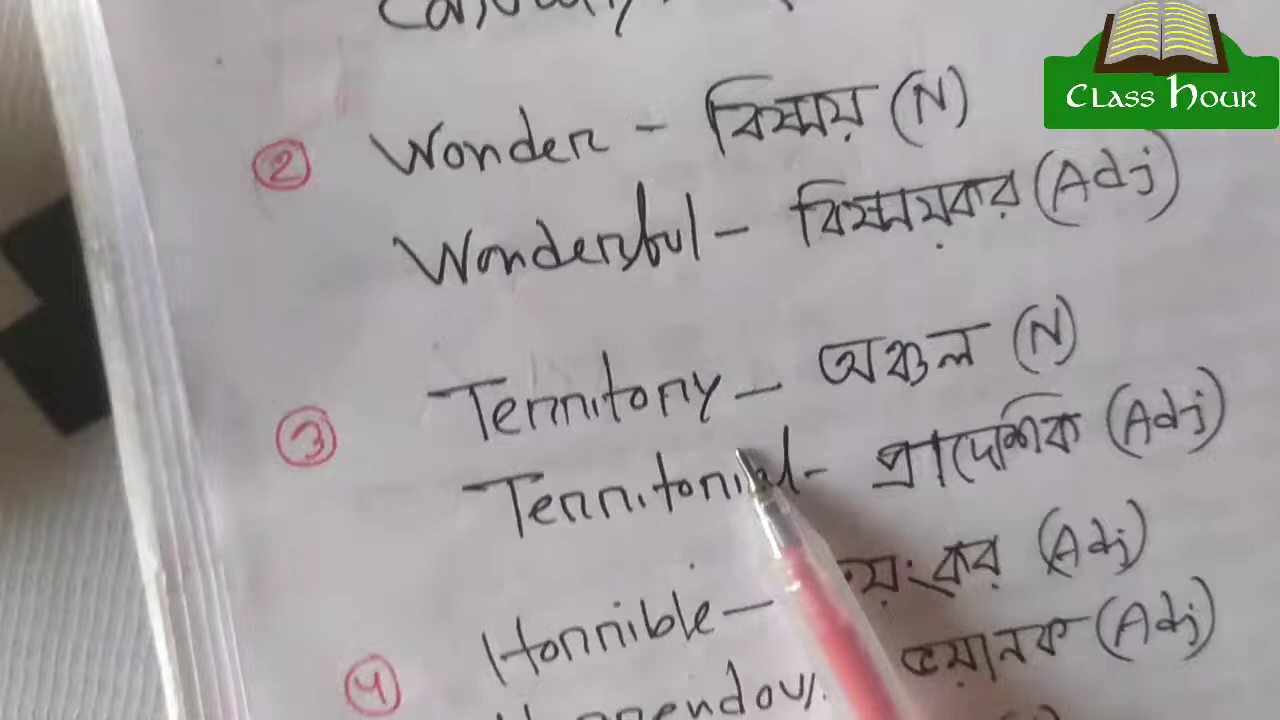 CLASS HOUR
② Wonder - বিস্ময় (N)
Wonderful - বিস্ময়কর (Adj)
③ Territory - অঞ্চল (N)
Territorial - প্রাদেশিক (Adj)
④ Horrible - য়ংকর (Adj)
ভয়ানক (Adj)